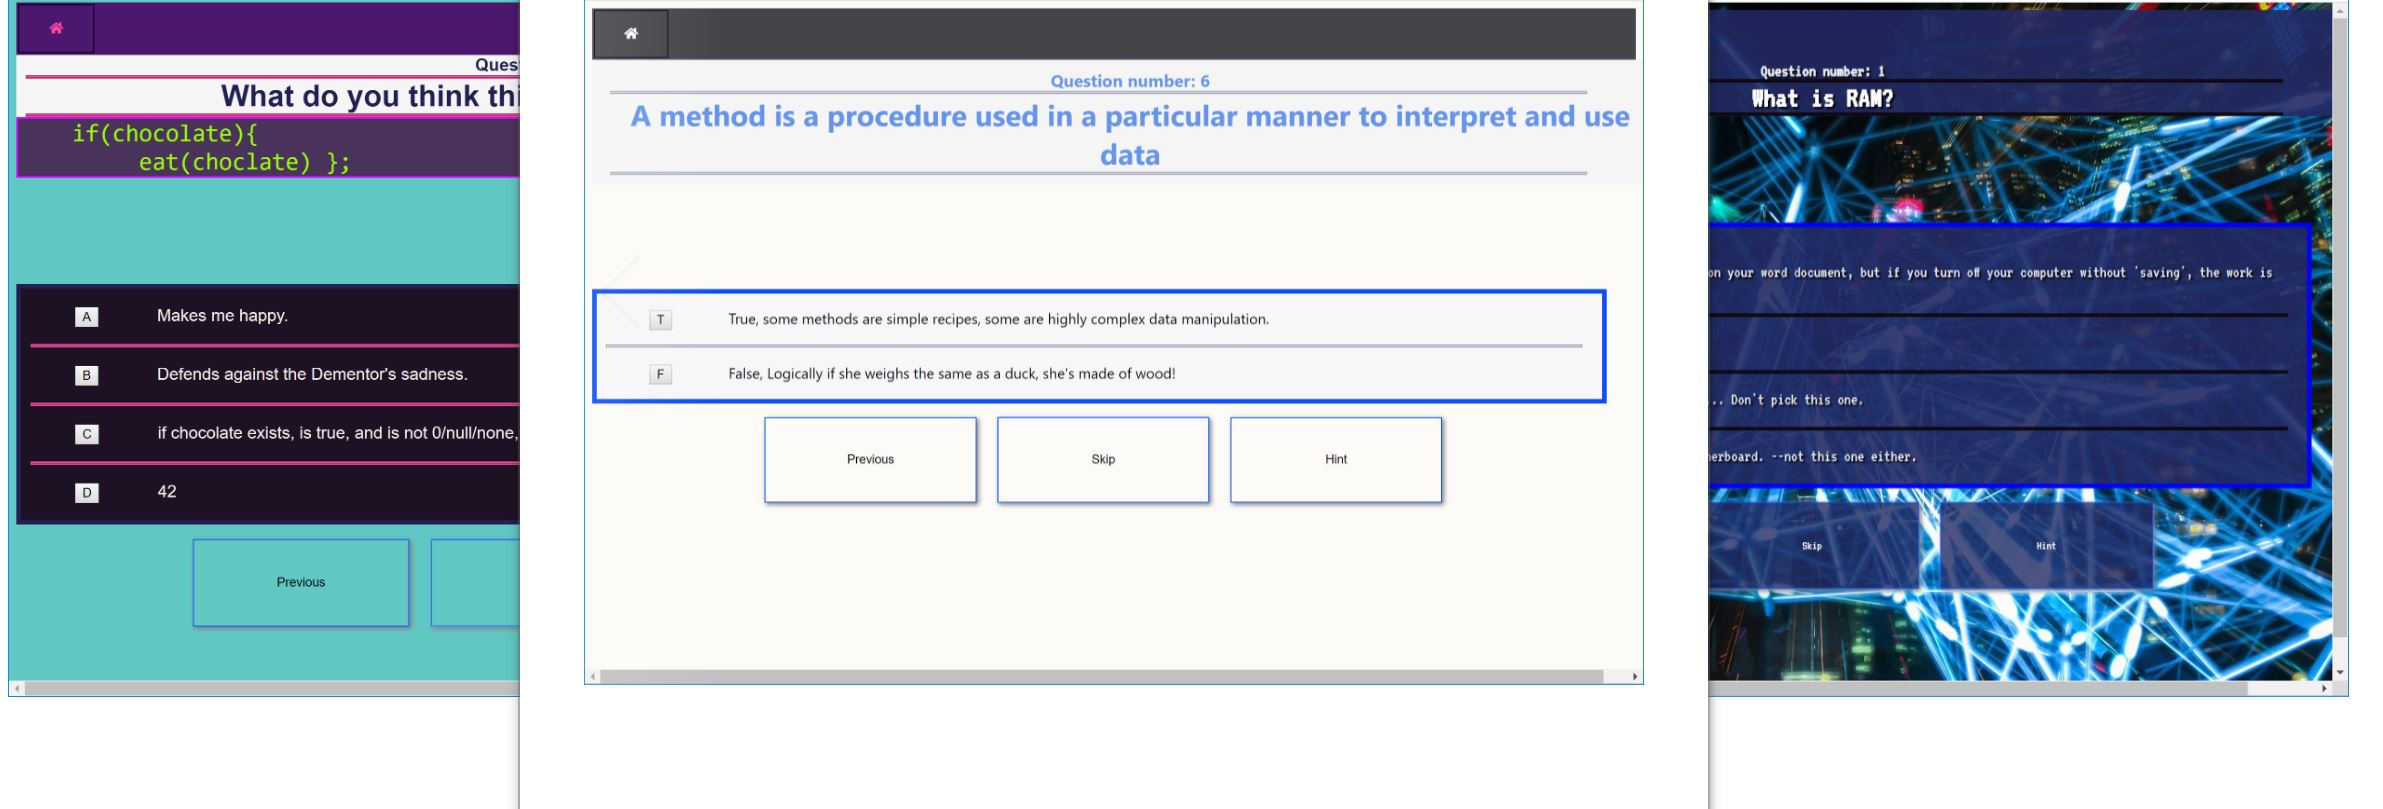 Ques
What do you think thi
if(chocolate){
eat(choclate) };
A Makes me happy.
B Defends against the Dementor's sadness.
C if chocolate exists, is true, and is not 0/null/none,
D 42
Previous
Question number: 6
A method is a procedure used in a particular manner to interpret and use
data
T True, some methods are simple recipes, some are highly complex data manipulation.
F False, Logically if she weighs the same as a duck, she's made of wood!
Previous Skip Hint
Question number: 1
What is RAM?
on your word document, but if you turn off your computer without 'saving', the work is
... Don't pick this one.
erboard. --not this one either.
Skip Hint